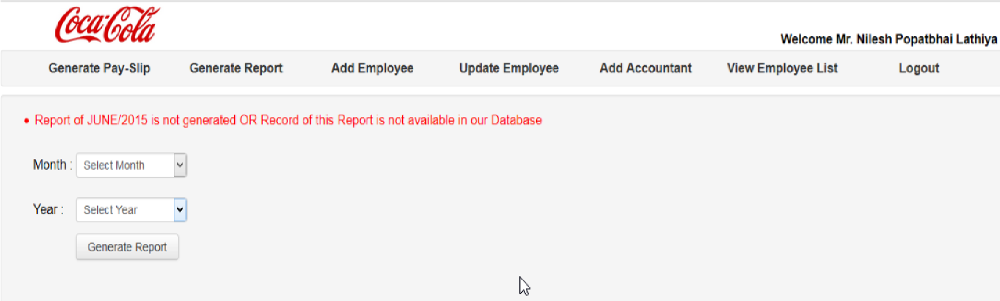 Coca-Cola
Welcome Mr. Nilesh Popatbhai Lathiya
Generate Pay-Slip Generate Report Add Employee Update Employee Add Accountant View Employee List Logout
• Report of JUNE/2015 is not generated OR Record of this Report is not available in our Database
Month : Select Month
Year : Select Year
Generate Report